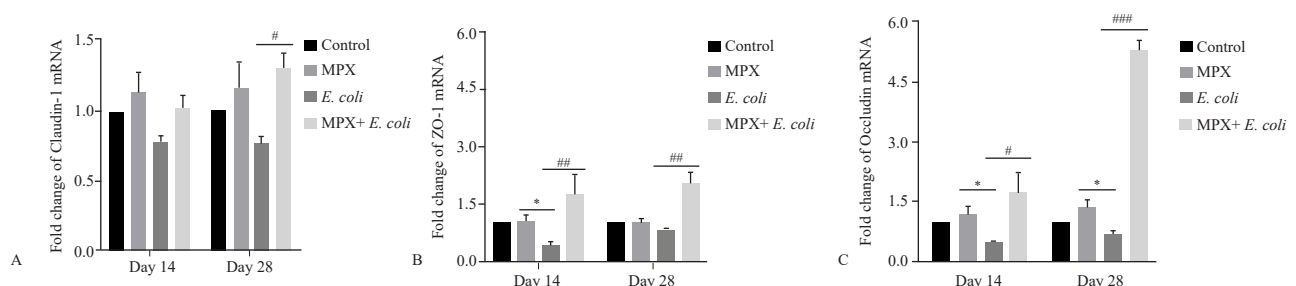 Fold change of Claudin-1 mRNA
1.5
1.0
0.5
0.0
#
Day 14
Day 28
Control
MPX
E. coli
MPX+ E. coli
A
Fold change of ZO-1 mRNA
6.0
4.5
3.0
1.5
0.0
*
##
##
Day 14
Day 28
Control
MPX
E. coli
MPX+ E. coli
B
Fold change of Occludin mRNA
6.0
4.5
3.0
1.5
0.0
*
#
*
###
Day 14
Day 28
Control
MPX
E. coli
MPX+ E. coli
C